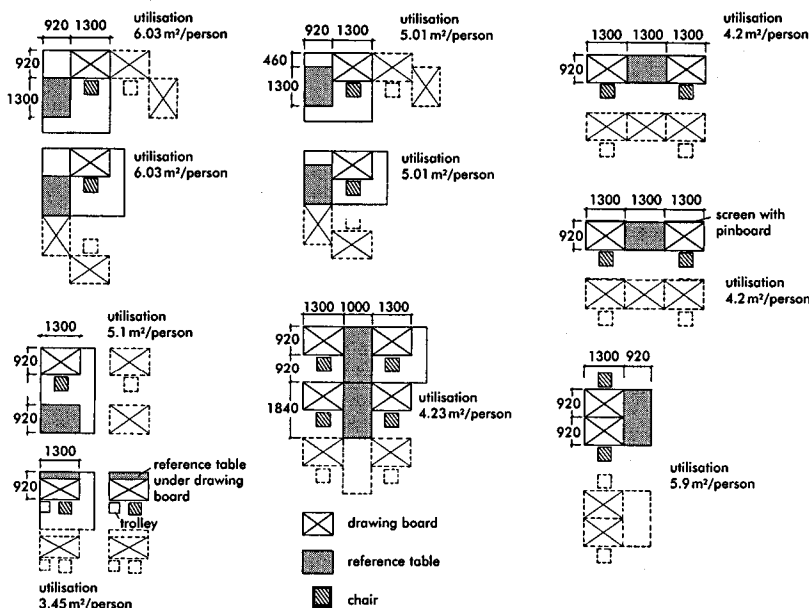 920 1300
utilisation
6.03 m²/person
920
1300
utilisation
6.03 m²/person
920 1300
utilisation
5.01 m²/person
460
1300
utilisation
5.01 m²/person
1300 1300 1300
utilisation
4.2 m²/person
920
1300 1300 1300
screen with
pinboard
920
utilisation
4.2 m²/person
utilisation
5.1 m²/person
1300
920
920
1300
reference table
under drawing
board
920
trolley
utilisation
3.45 m²/person
1300 1000 1300
920
920
1840
utilisation
4.23 m²/person
drawing board
reference table
chair
1300 920
920
920
utilisation
5.9 m²/person